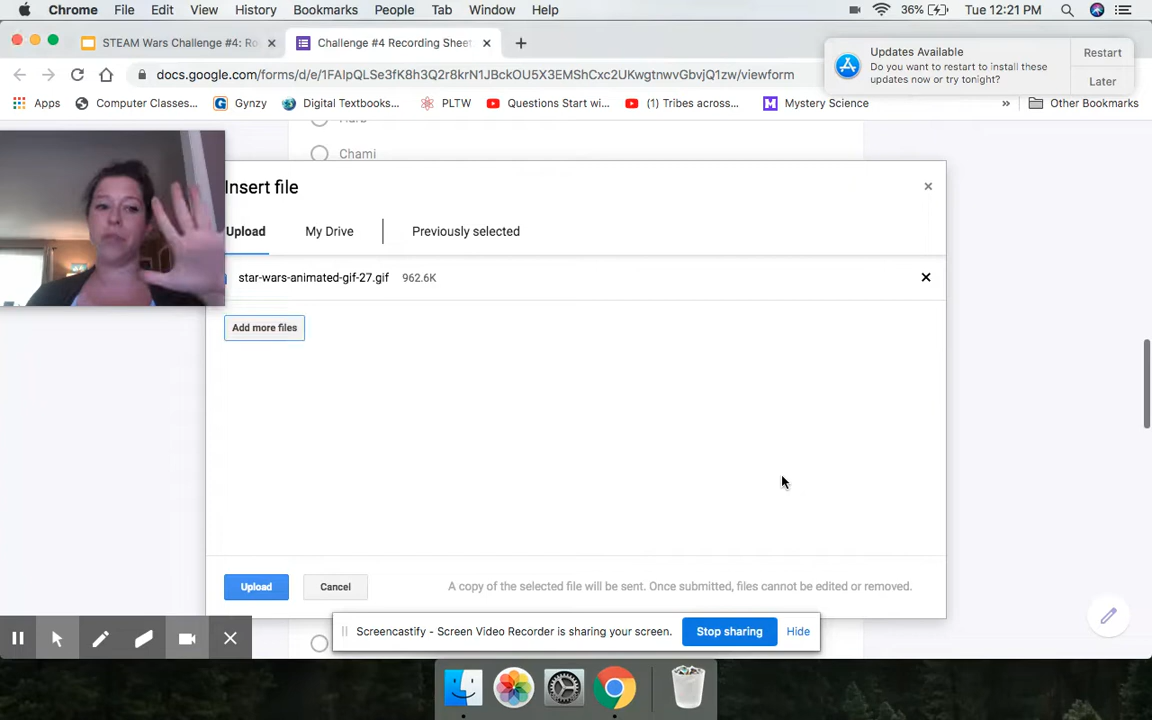 Chrome File Edit View History Bookmarks People Tab Window Help 36% Tue 12:21 PM
STEAM Wars Challenge #4: Ro
Challenge #4 Recording Sheet
docs.google.com/forms/d/e/1FAIpQLSe3fK8h3Q2r8krN1JBckOU5X3EMShCxc2UKwgtnwvGbvjQ1zw/viewform
Updates Available
Do you want to restart to install these
updates now or try tonight?
Restart
Later
Apps Computer Classes... Gynzy Digital Textbooks... PLTW Questions Start wi... (1) Tribes across... Mystery Science » Other Bookmarks
Chami
Insert file
Upload My Drive Previously selected
star-wars-animated-gif-27.gif 962.6K
Add more files
Upload Cancel A copy of the selected file will be sent. Once submitted, files cannot be edited or removed.
Screencastify - Screen Video Recorder is sharing your screen. Stop sharing Hide